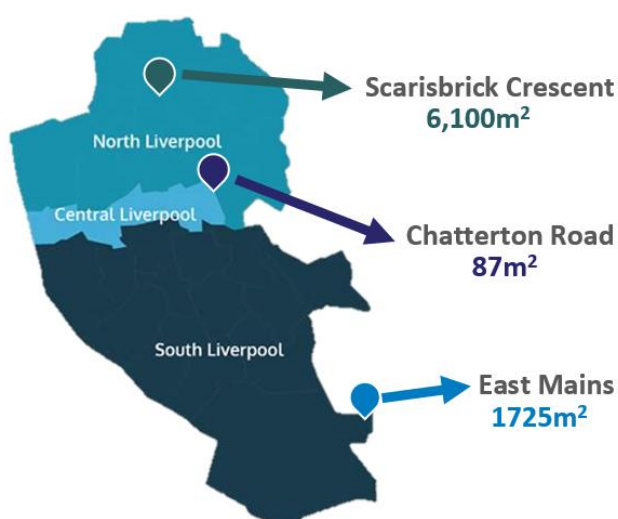 Scarisbrick Crescent
6,100m²
North Liverpool
Central Liverpool
Chatterton Road
87m²
South Liverpool
East Mains
1725m²